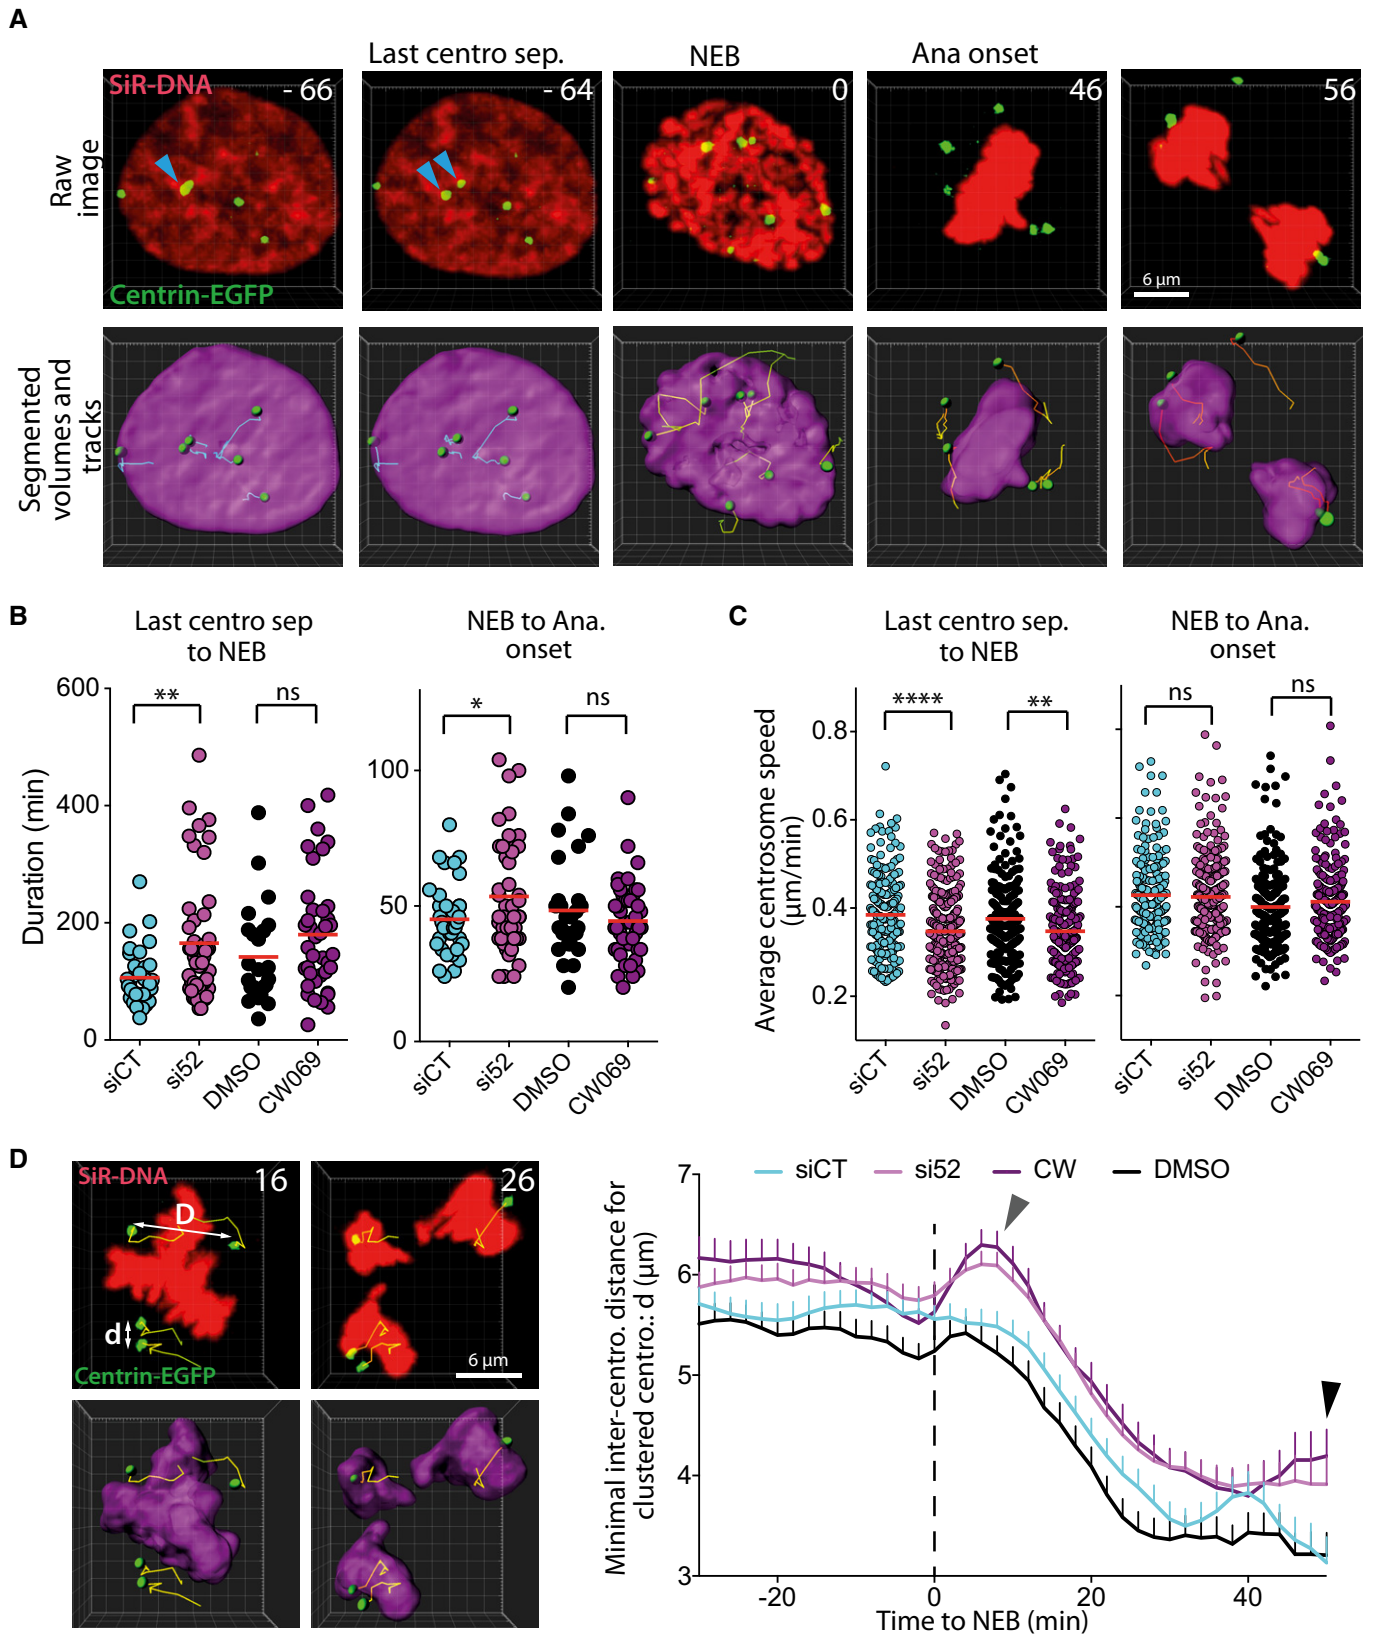 A
Last centro sep.
NEB
Ana onset
SiR-DNA
- 66
- 64
0
46
56
Raw
image
Centrin-EGFP
6 µm
Segmented
volumes and
tracks
B
Last centro sep
to NEB
NEB to Ana.
onset
C
Last centro sep.
to NEB
NEB to Ana.
onset
Duration (min)
600
400
200
0
**
ns
siCT
si52
DMSO
CW069
100
50
0
*
ns
siCT
si52
DMSO
CW069
Average centrosome speed
(µm/min)
0.8
0.6
0.4
0.2
****
**
siCT
si52
DMSO
CW069
ns
ns
siCT
si52
DMSO
CW069
D
SiR-DNA
16
D
d
Centrin-EGFP
26
6 µm
siCT
si52
CW
DMSO
Minimal inter-centro. distance for
clustered centro.: d (µm)
7
6
5
4
3
-20
0
20
40
Time to NEB (min)